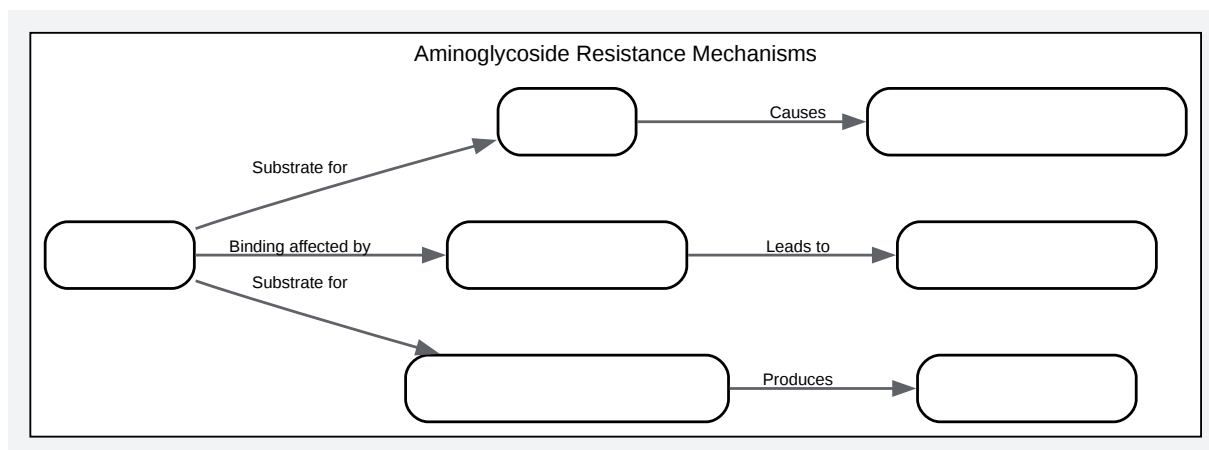 Aminoglycoside Resistance Mechanisms
Causes
Substrate for
Binding affected by
Leads to
Substrate for
Produces